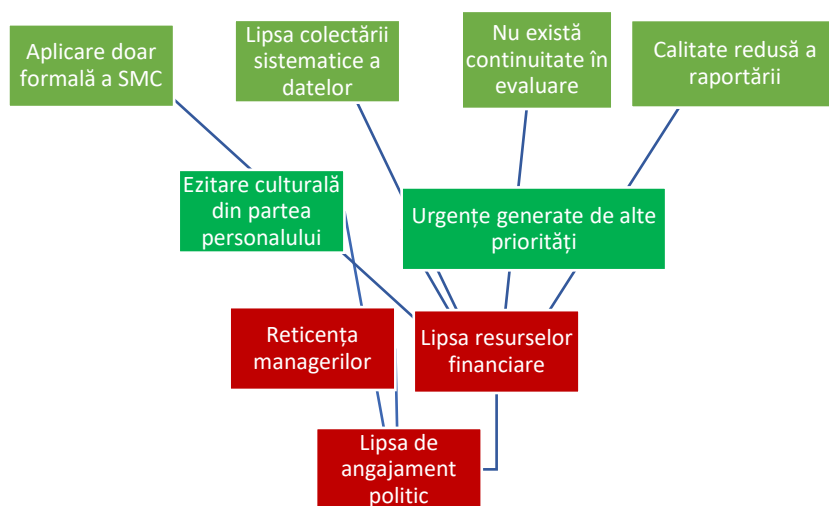 Aplicare doar
formală a SMC
Lipsa colectării
sistematice a
datelor
Nu există
continuitate în
evaluare
Calitate redusă a
raportării
Ezitare culturală
din partea
personalului
Urgențe generate de alte
priorități
Reticența
managerilor
Lipsa resurselor
financiare
Lipsa de
angajament
politic